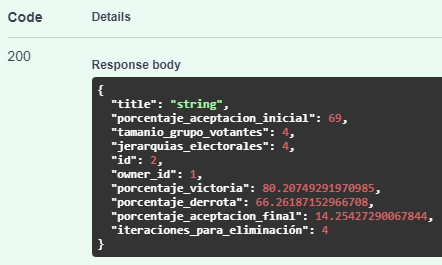 Code Details
200
Response body
{
"title": "string",
"porcentaje_aceptacion_inicial": 69,
"tamanio_grupo_votantes": 4,
"jerarquias_electorales": 4,
"id": 2,
"owner_id": 1,
"porcentaje_victoria": 80.20749291970985,
"porcentaje_derrota": 66.26187152966708,
"porcentaje_aceptacion_final": 14.25427290067844,
"iteraciones_para_eliminación": 4
}